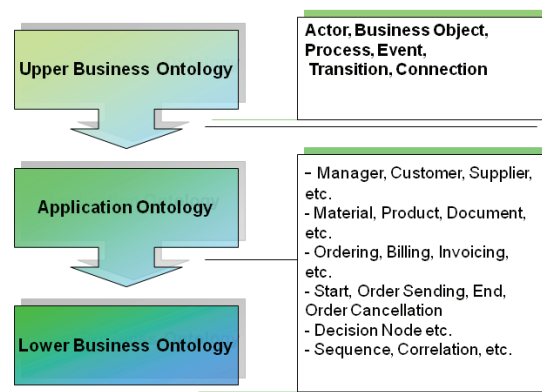 Upper Business Ontology
Actor, Business Object,
Process, Event,
Transition, Connection
Application Ontology
- Manager, Customer, Supplier,
etc.
- Material, Product, Document,
etc.
- Ordering, Billing, Invoicing,
etc.
- Start, Order Sending, End,
Order Cancellation
- Decision Node etc.
- Sequence, Correlation, etc.
Lower Business Ontology